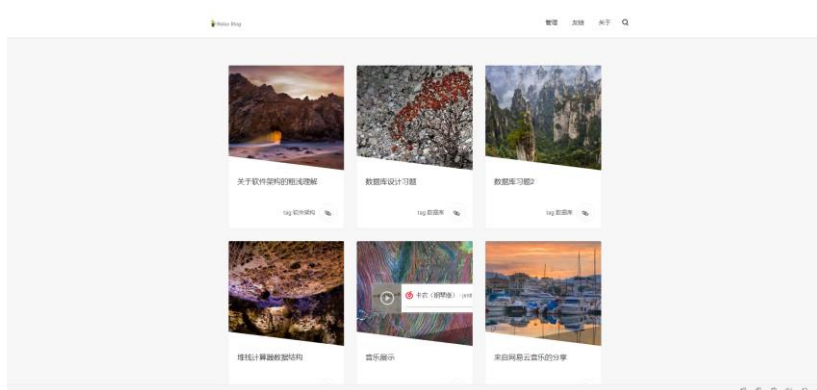 Blog
管理 友链 关于
关于软件架构的粗浅理解
数据库设计习题
数据库习题2
tag 软件架构
tag 数据库
tag 数据库
卡农（钢琴版）
堆栈计算器数据结构
音乐展示
来自网易云音乐的分享